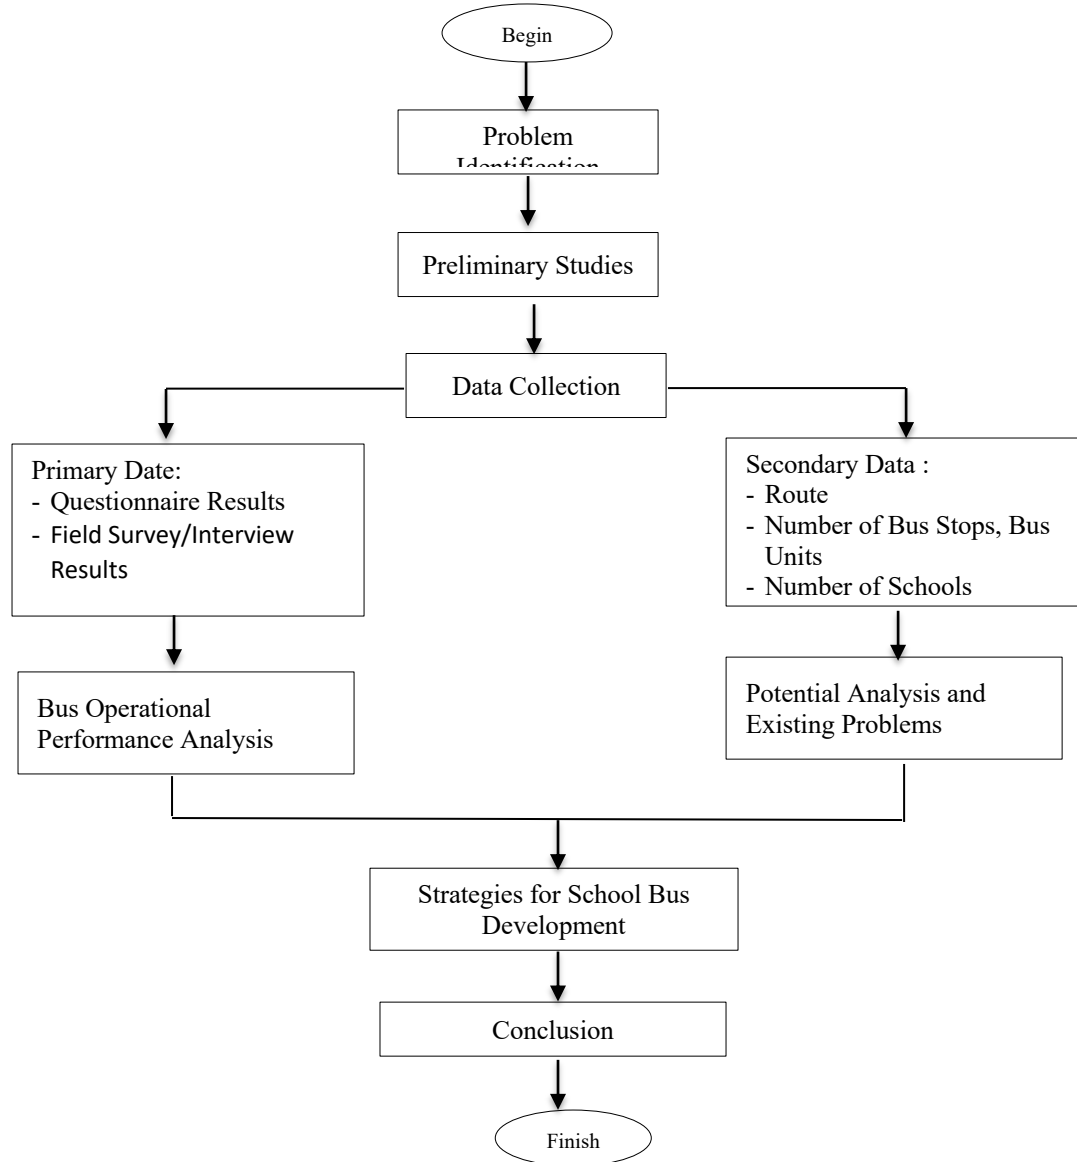 Begin
Problem
Identification
Preliminary Studies
Data Collection
Primary Date:
- Questionnaire Results
- Field Survey/Interview
Results
Secondary Data :
- Route
- Number of Bus Stops, Bus
Units
- Number of Schools
Bus Operational
Performance Analysis
Potential Analysis and
Existing Problems
Strategies for School Bus
Development
Conclusion
Finish